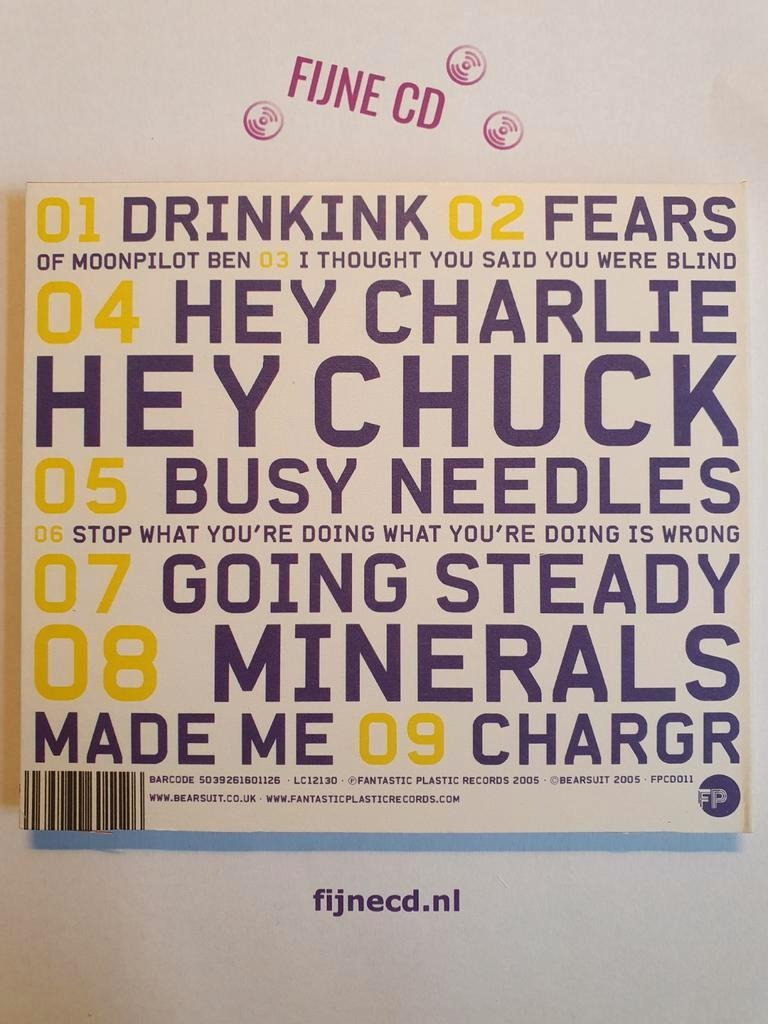 FIJNE CD
01 DRINKINK 02 FEARS
OF MOONPILOT BEN 03 I THOUGHT YOU SAID YOU WERE BLIND
04 HEY CHARLIE
HEY CHUCK
05 BUSY NEEDLES
06 STOP WHAT YOU'RE DOING WHAT YOU'RE DOING IS WRONG
07 GOING STEADY
08 MINERALS
MADE ME 09 CHARGR
BARCODE 5039261601126 · LC12130 · ℗FANTASTIC PLASTIC RECORDS 2005 · ©BEARSUIT 2005 · FPCD011
WWW.BEARSUIT.CO.UK · WWW.FANTASTICPLASTICRECORDS.COM
FP
fijnecd.nl